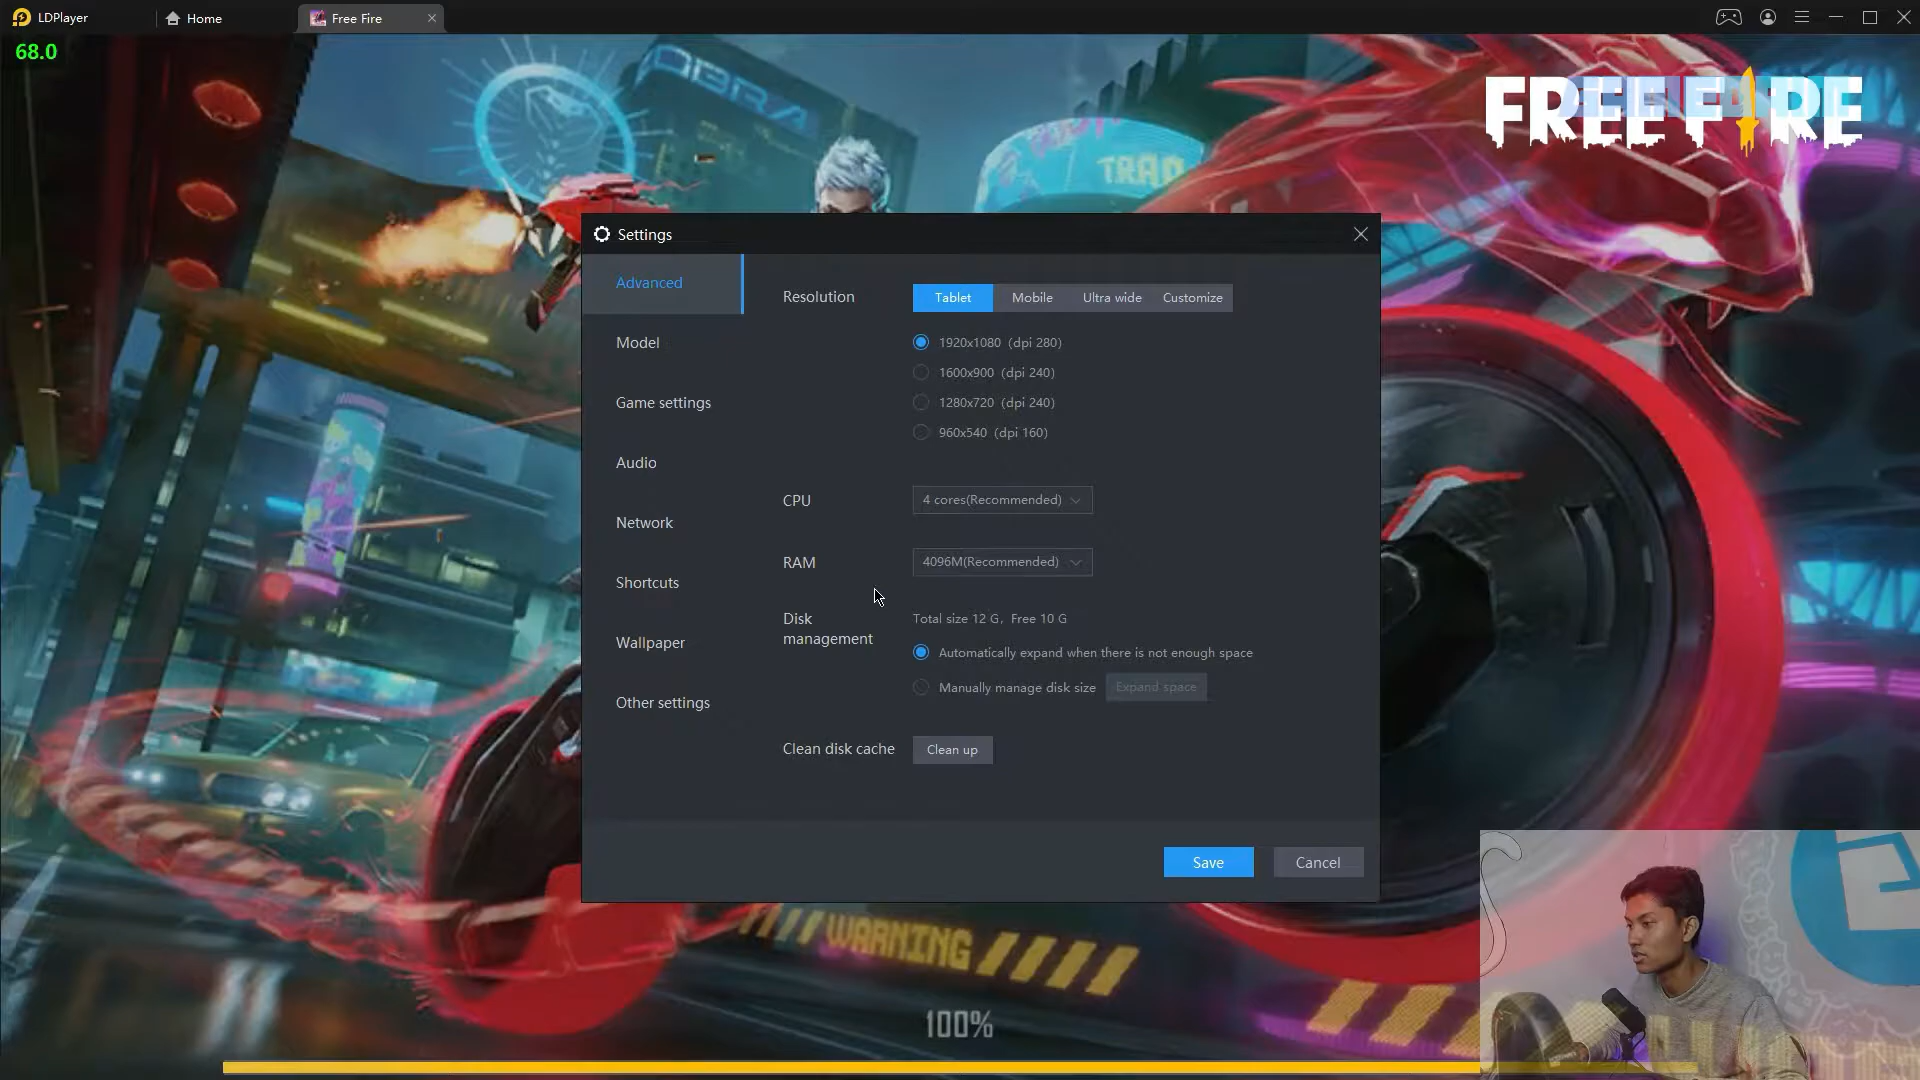 LDPlayer
Home
Free Fire
68.0
FREE FIRE
TRAP
Settings
Advanced
Model
Game settings
Audio
Network
Shortcuts
Wallpaper
Other settings
Resolution
Tablet Mobile Ultra wide Customize
1920x1080 (dpi 280)
1600x900 (dpi 240)
1280x720 (dpi 240)
960x540 (dpi 160)
CPU 4 cores(Recommended)
RAM 4096M(Recommended)
Disk management
Total size 12 G, Free 10 G
Automatically expand when there is not enough space
Manually manage disk size Expand space
Clean disk cache Clean up
Save Cancel
WARNING
100%